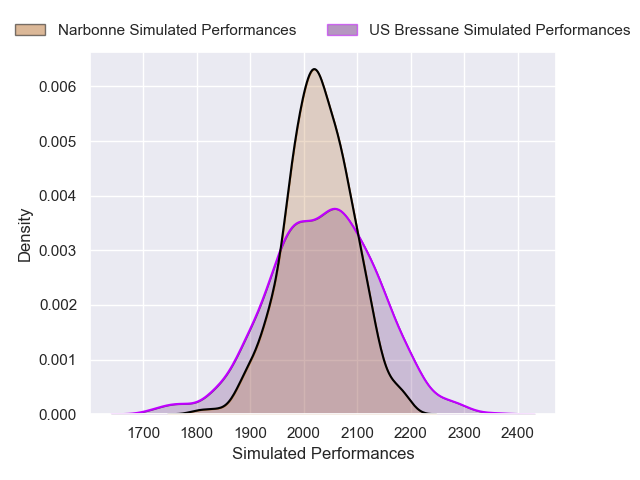 Narbonne Simulated Performances US Bressane Simulated Performances
0.006
0.005
0.004
0.003
0.002
0.001
0.000
Density
1700 1800 1900 2000 2100 2200 2300 2400
Simulated Performances